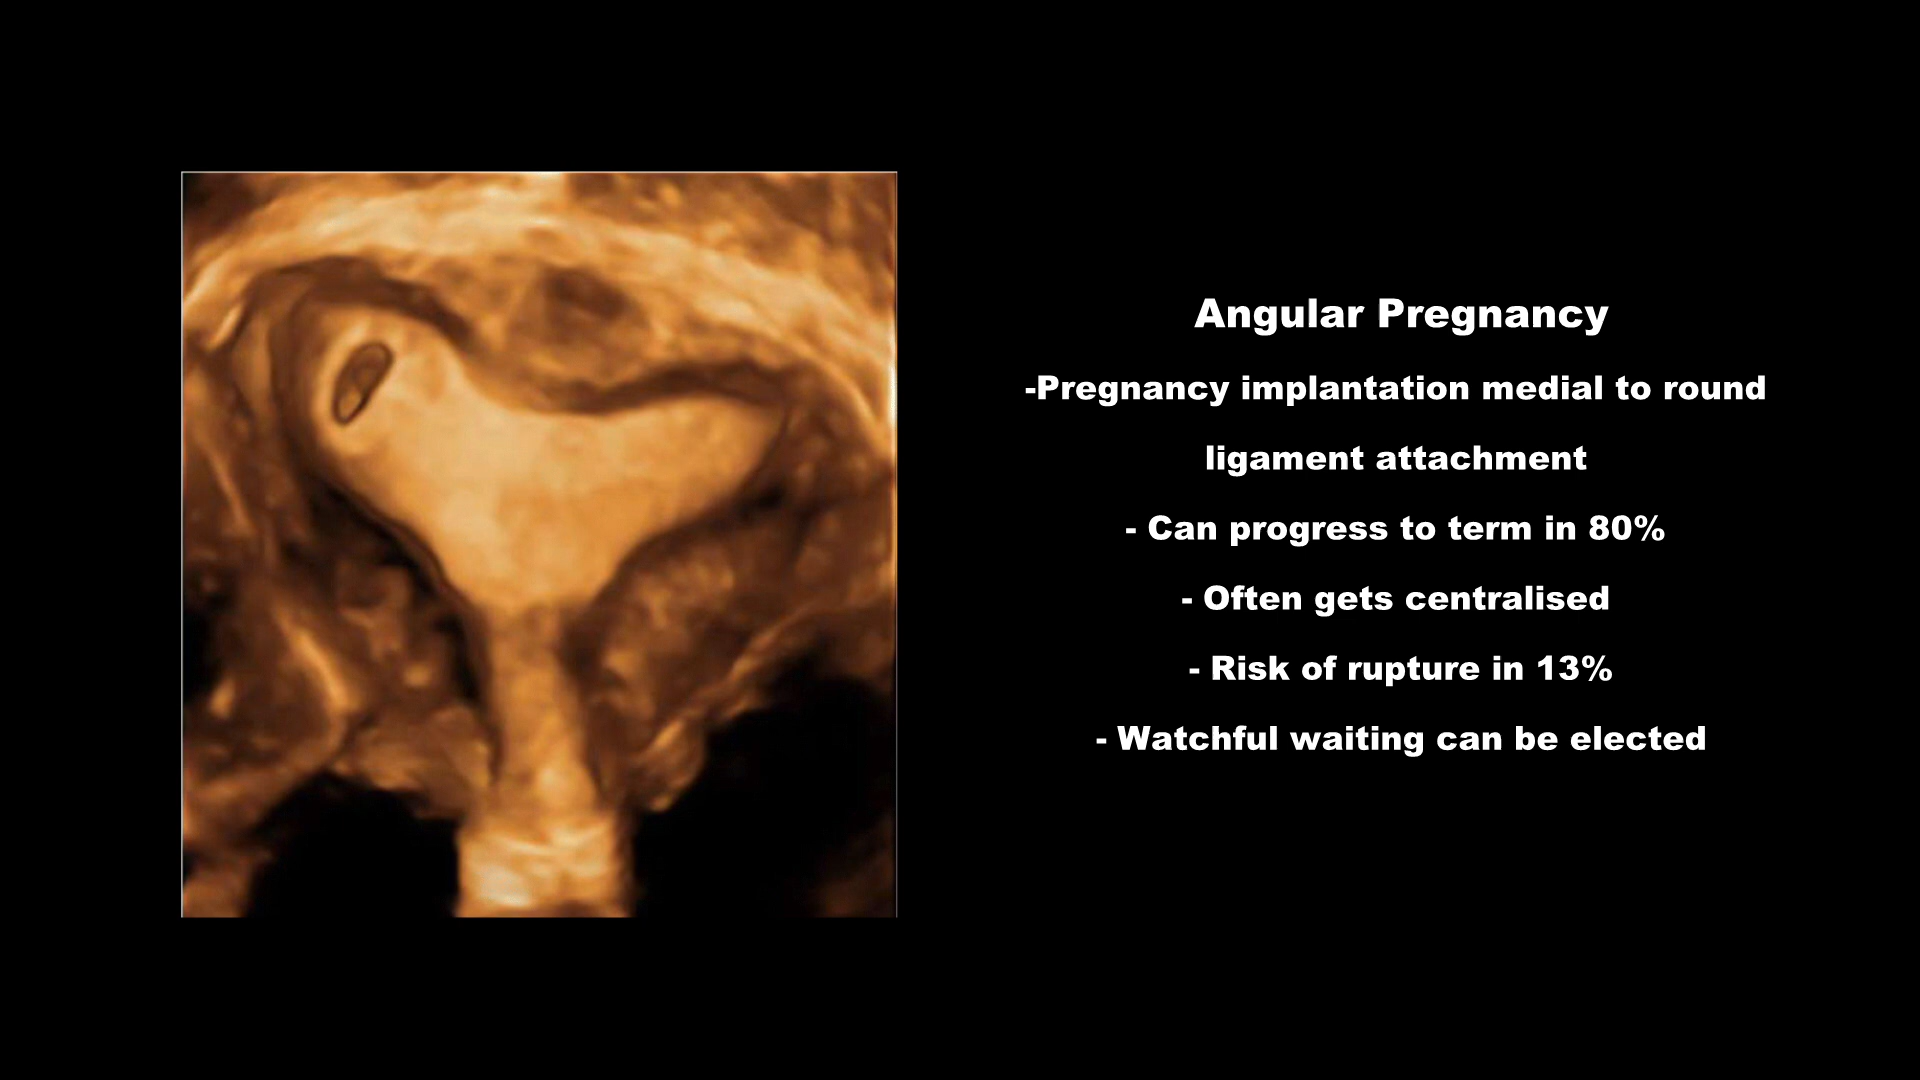 Angular Pregnancy
-Pregnancy implantation medial to round
ligament attachment
- Can progress to term in 80%
- Often gets centralised
- Risk of rupture in 13%
- Watchful waiting can be elected